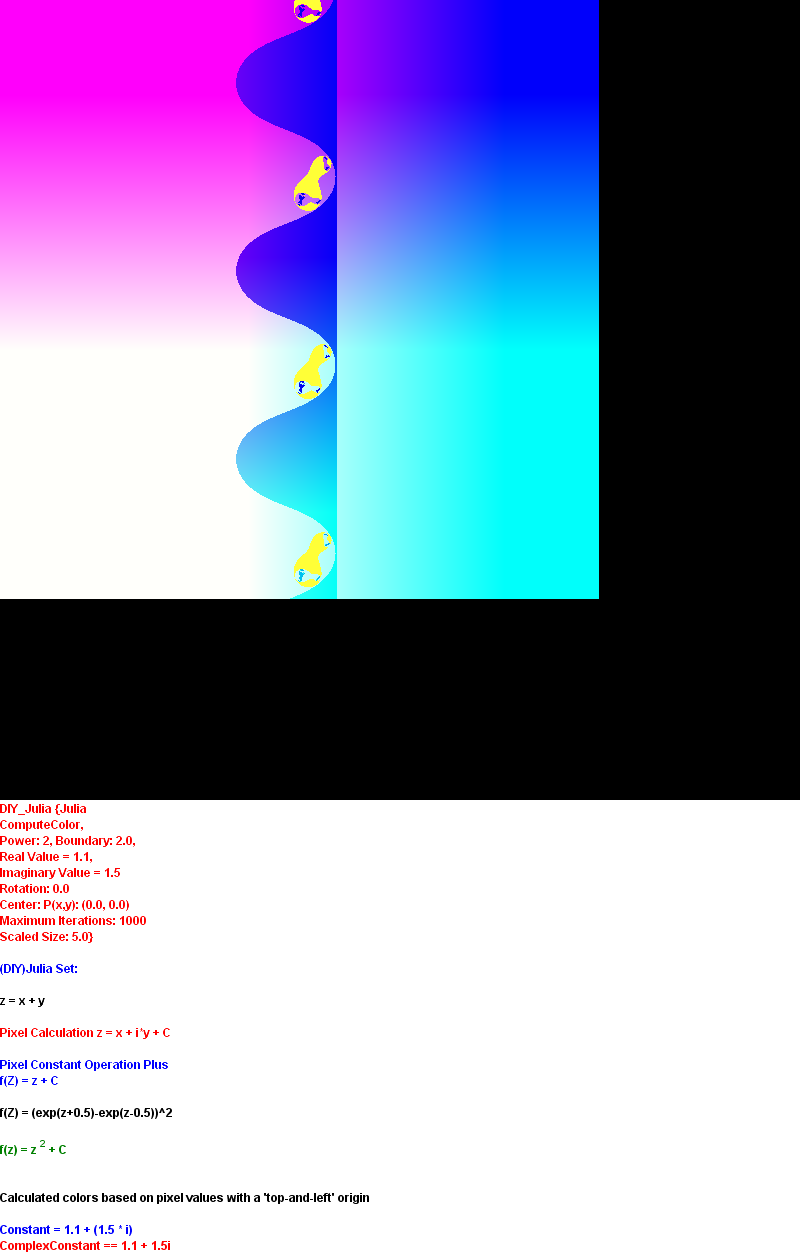 DIY_Julia {Julia
ComputeColor,
Power: 2, Boundary: 2.0,
Real Value = 1.1,
Imaginary Value = 1.5
Rotation: 0.0
Center: P(x,y): (0.0, 0.0)
Maximum Iterations: 1000
Scaled Size: 5.0}
(DIY)Julia Set:
z = x + y
Pixel Calculation z = x + i*y + C
Pixel Constant Operation Plus
f(Z) = z + C
f(Z) = (exp(z+0.5)-exp(z-0.5))^2
f(z) = z 2 + C
Calculated colors based on pixel values with a 'top-and-left' origin
Constant = 1.1 + (1.5 * i)
ComplexConstant == 1.1 + 1.5i